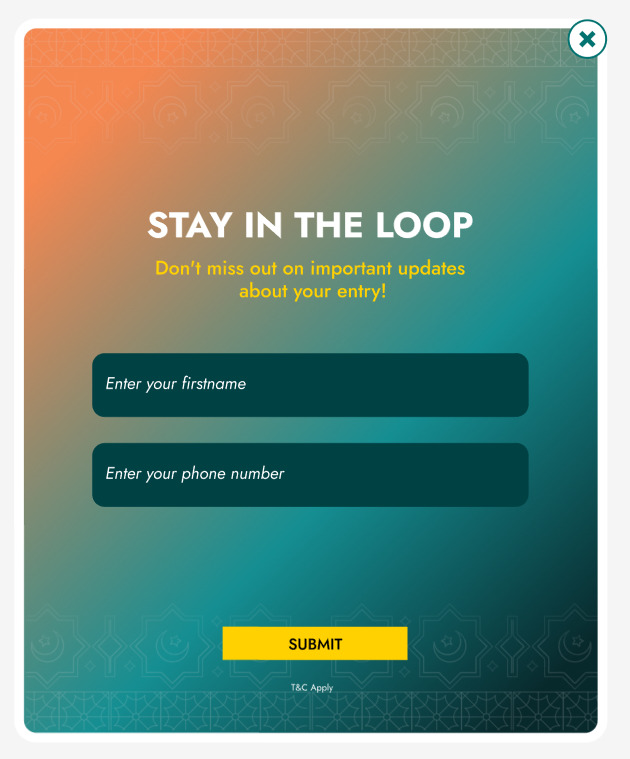 STAY IN THE LOOP
Don't miss out on important updates
about your entry!
Enter your firstname
Enter your phone number
SUBMIT
T&C Apply